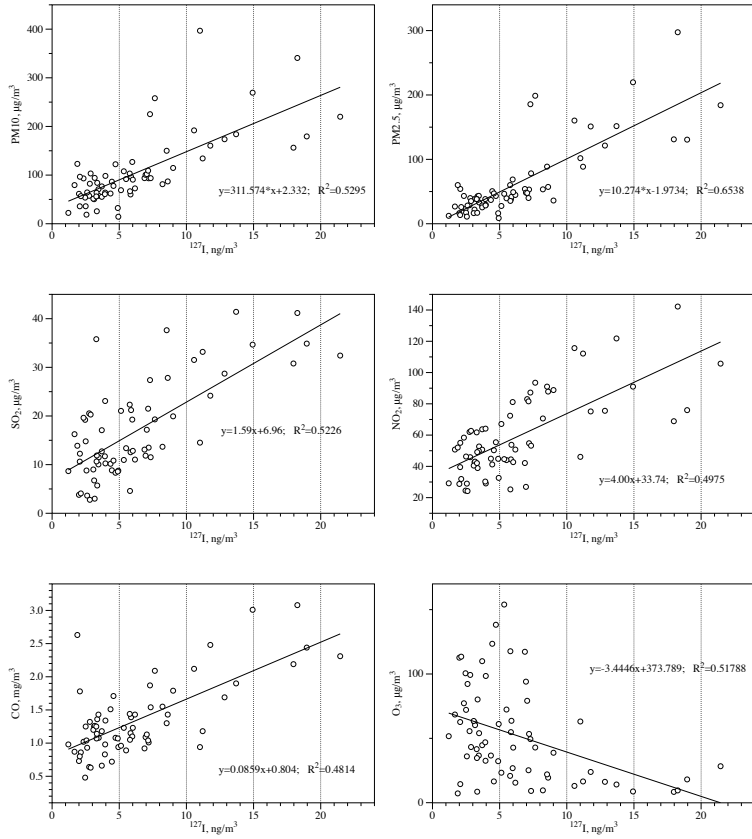 450
400
300
200
100
0
PM10, μg/m³
0 5 10 15 20
¹²⁷I, ng/m³
y=311.574*x+2.332; R²=0.5295
350
300
200
100
0
PM2.5, μg/m³
0 5 10 15 20
¹²⁷I, ng/m³
y=10.274*x-1.9734; R²=0.6538
40
30
20
10
0
SO₂, μg/m³
0 5 10 15 20
¹²⁷I, ng/m³
y=1.59x+6.96; R²=0.5226
140
120
100
80
60
40
20
NO₂, μg/m³
0 5 10 15 20
¹²⁷I, ng/m³
y=4.00x+33.74; R²=0.4975
3.0
2.5
2.0
1.5
1.0
0.5
CO, mg/m³
0 5 10 15 20
¹²⁷I, ng/m³
y=0.0859x+0.804; R²=0.4814
100
0
O₃, μg/m³
0 5 10 15 20
¹²⁷I, ng/m³
y=-3.4446x+373.789; R²=0.51788